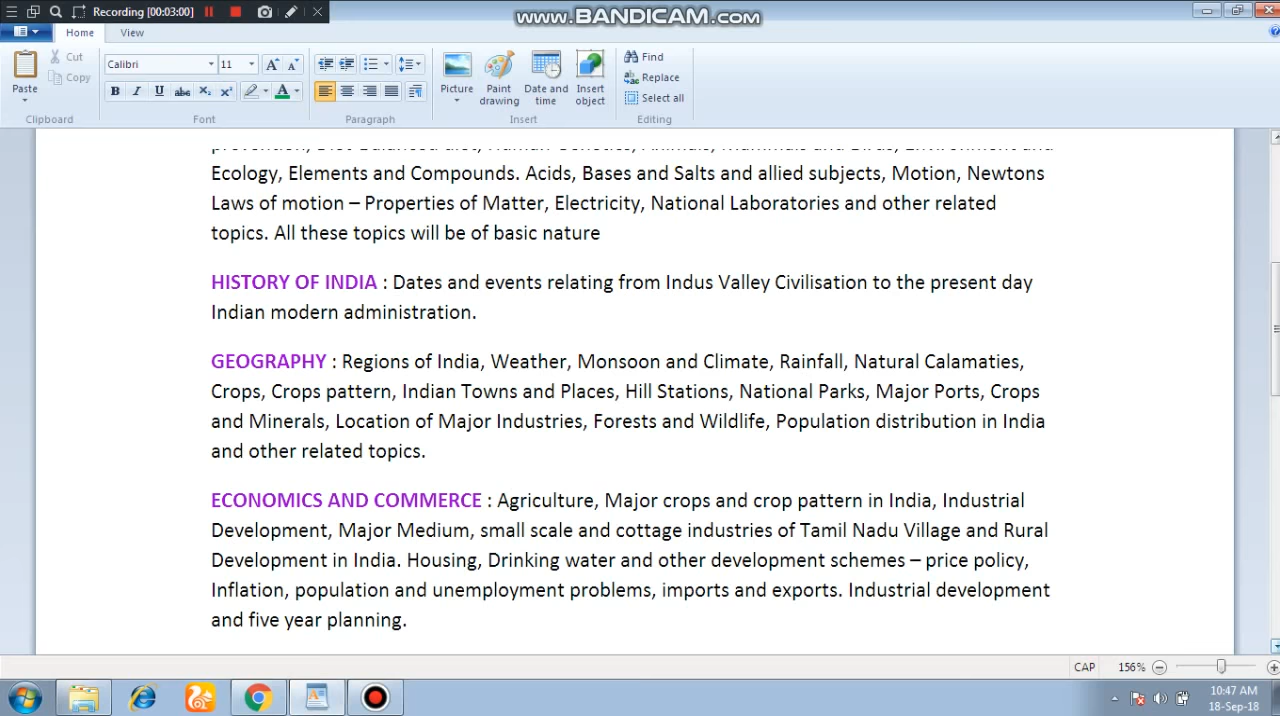 Recording [00:03:00]
www.BANDICAM.com
Home View
Cut
Copy
Paste
Calibri 11
Picture
Paint drawing
Date and time
Insert object
Find
Replace
Select all
Clipboard Font Paragraph Insert Editing
Ecology, Elements and Compounds. Acids, Bases and Salts and allied subjects, Motion, Newtons
Laws of motion – Properties of Matter, Electricity, National Laboratories and other related
topics. All these topics will be of basic nature
HISTORY OF INDIA : Dates and events relating from Indus Valley Civilisation to the present day
Indian modern administration.
GEOGRAPHY : Regions of India, Weather, Monsoon and Climate, Rainfall, Natural Calamaties,
Crops, Crops pattern, Indian Towns and Places, Hill Stations, National Parks, Major Ports, Crops
and Minerals, Location of Major Industries, Forests and Wildlife, Population distribution in India
and other related topics.
ECONOMICS AND COMMERCE : Agriculture, Major crops and crop pattern in India, Industrial
Development, Major Medium, small scale and cottage industries of Tamil Nadu Village and Rural
Development in India. Housing, Drinking water and other development schemes – price policy,
Inflation, population and unemployment problems, imports and exports. Industrial development
and five year planning.
CAP 156%
10:47 AM
18-Sep-18